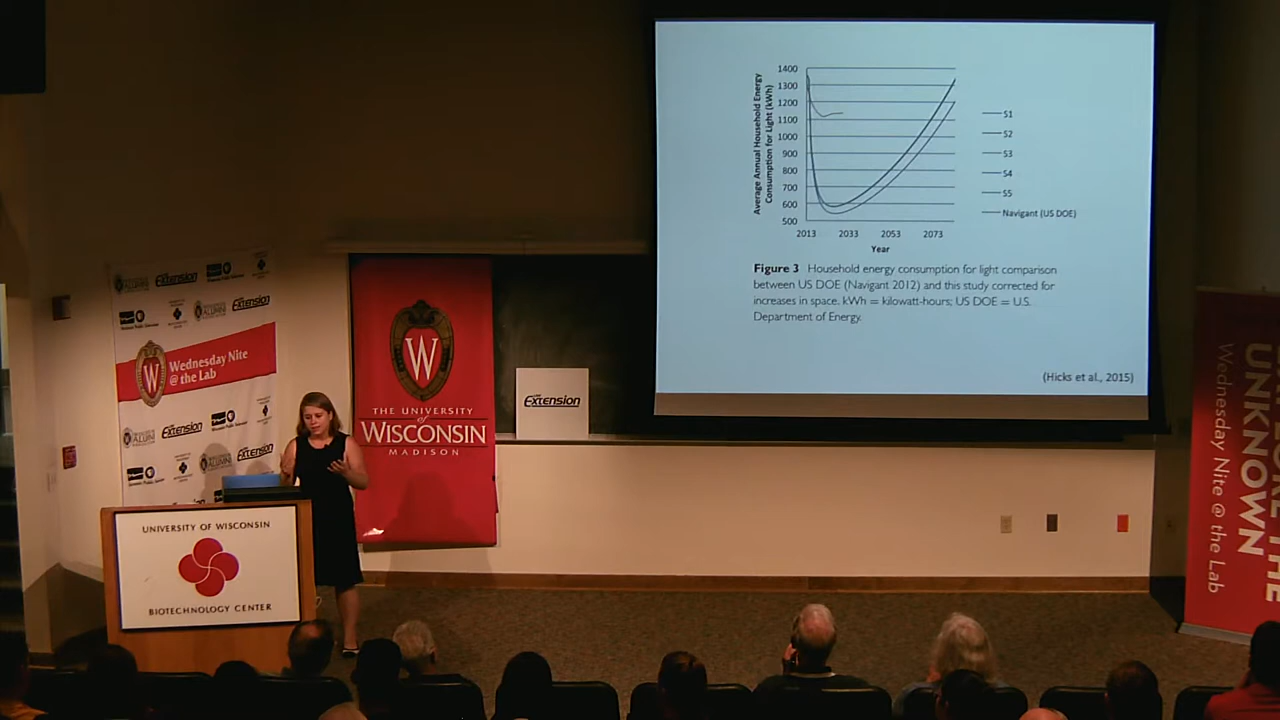 1400
1300
1200
1100
1000
900
800
700
600
500
Average Annual Household Energy
Consumption for Light (kWh)
2013 2033 2053 2073
Year
S1
S2
S3
S4
S5
Navigant (US DOE)
Figure 3 Household energy consumption for light comparison
between US DOE (Navigant 2012) and this study corrected for
increases in space. kWh = kilowatt-hours; US DOE = U.S.
Department of Energy.
(Hicks et al., 2015)
Extension
Extension
Wednesday Nite
@ the Lab
Extension
Extension
W
THE UNIVERSITY
of
WISCONSIN
MADISON
Extension
UNIVERSITY OF WISCONSIN
BIOTECHNOLOGY CENTER
THE
UNKNOWN
Wednesday Nite @ the Lab